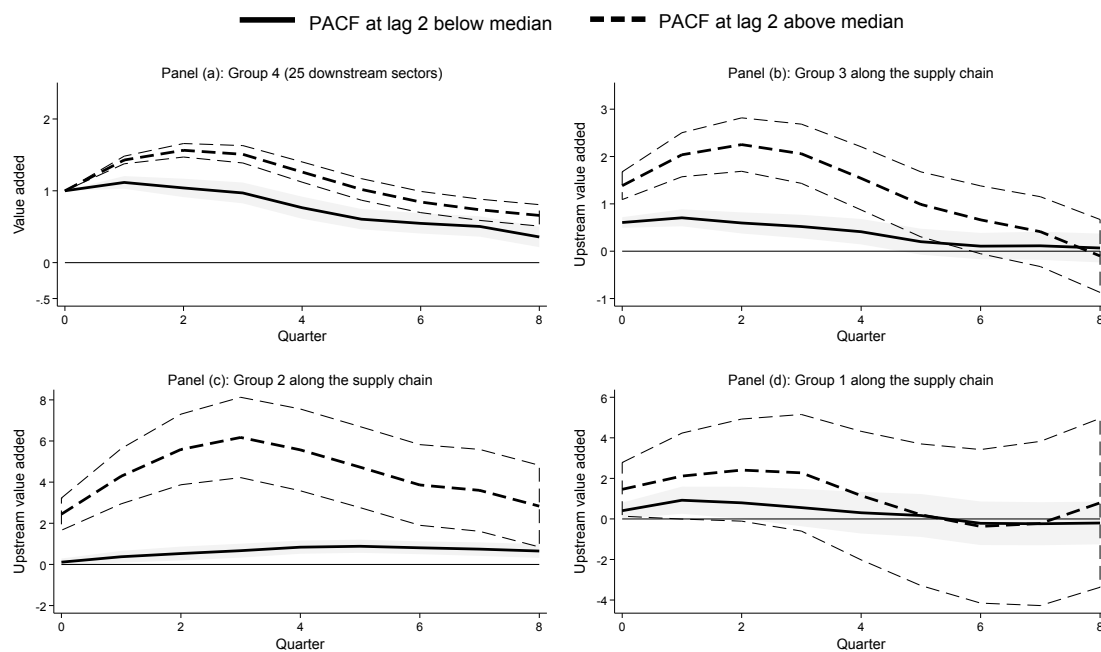 PACF at lag 2 below median
PACF at lag 2 above median
Panel (a): Group 4 (25 downstream sectors)
Value added
2
1
0
-.5
0
2
4
6
8
Quarter
Panel (b): Group 3 along the supply chain
Upstream value added
3
2
1
0
-1
0
2
4
6
8
Quarter
Panel (c): Group 2 along the supply chain
Upstream value added
8
6
4
2
0
-2
0
2
4
6
8
Quarter
Panel (d): Group 1 along the supply chain
Upstream value added
6
4
2
0
-2
-4
0
2
4
6
8
Quarter